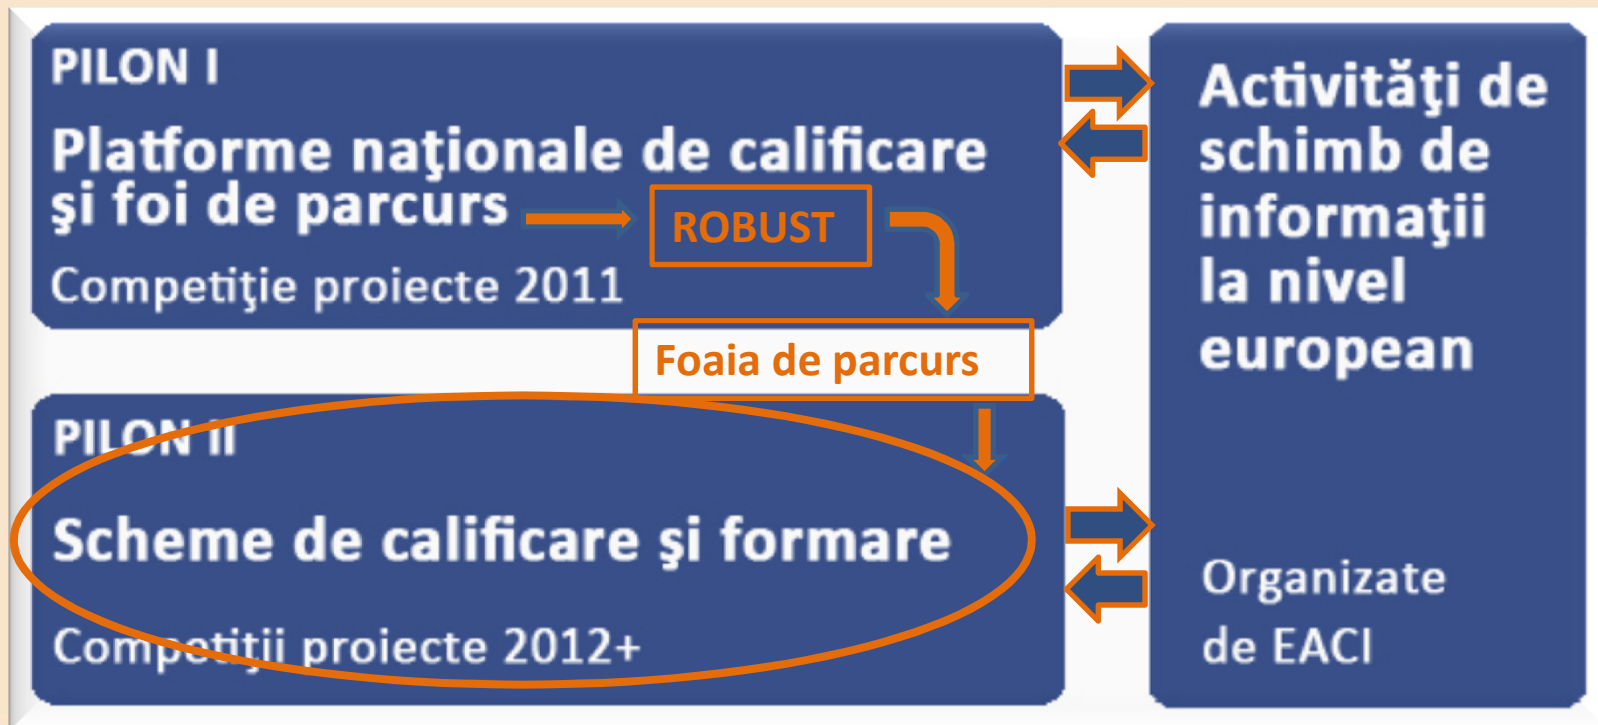 PILON I
Platforme naţionale de calificare
şi foi de parcurs
ROBUST
Competiţie proiecte 2011
Foaia de parcurs
PILON II
Scheme de calificare şi formare
Competiţii proiecte 2012+
Activităţi de
schimb de
informaţii
la nivel
european
Organizate
de EACI